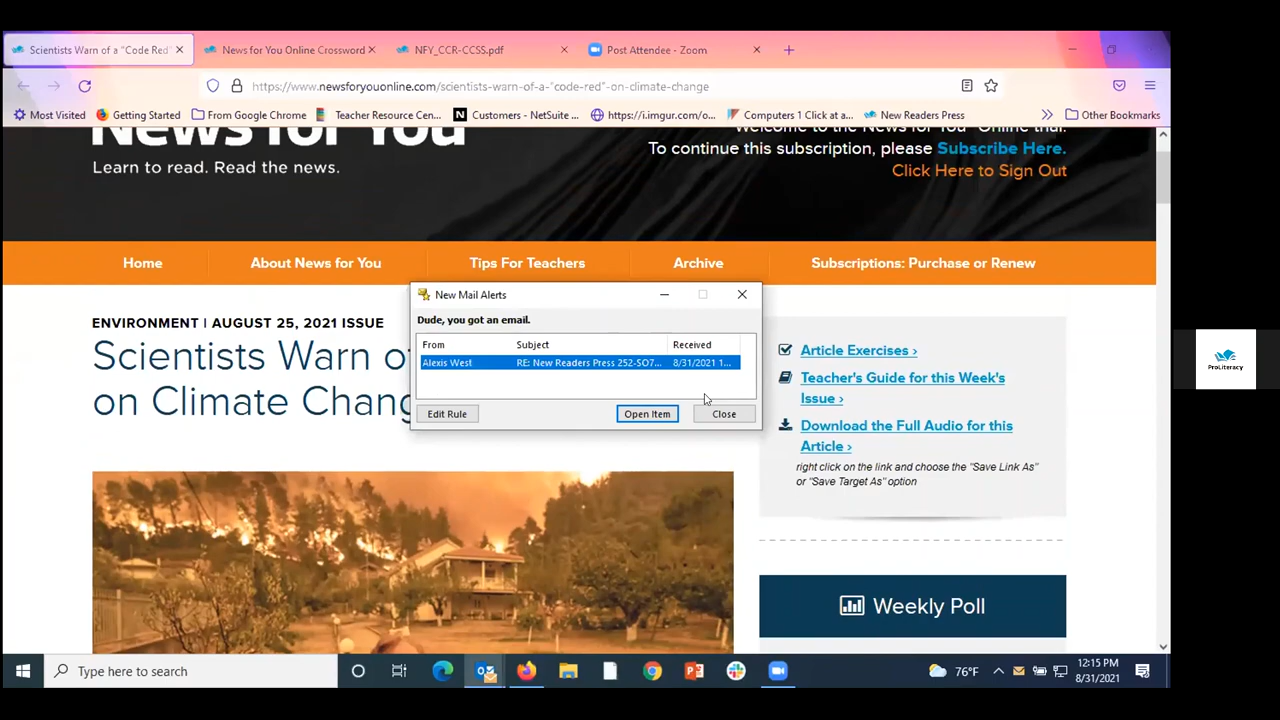 Scientists Warn of a "Code Red"
News for You Online Crossword
NFY_CCR-CCSS.pdf
Post Attendee - Zoom
https://www.newsforyouonline.com/scientists-warn-of-a-"code-red"-on-climate-change
Most Visited
Getting Started
From Google Chrome
Teacher Resource Cen...
Customers - NetSuite ...
https://i.imgur.com/o...
Computers 1 Click at a...
New Readers Press
Other Bookmarks
News for You
Learn to read. Read the news.
Welcome to the News for You Online trial.
To continue this subscription, please Subscribe Here.
Click Here to Sign Out
Home
About News for You
Tips For Teachers
Archive
Subscriptions: Purchase or Renew
ENVIRONMENT | AUGUST 25, 2021 ISSUE
Scientists Warn of
on Climate Chang
New Mail Alerts
Dude, you got an email.
From Subject Received
Alexis West RE: New Readers Press 252-SO7... 8/31/2021 1...
Edit Rule
Open Item
Close
Article Exercises ›
Teacher's Guide for this Week's
Issue ›
Download the Full Audio for this
Article ›
right click on the link and choose the "Save Link As"
or "Save Target As" option
Weekly Poll
ProLiteracy
Type here to search
76°F
12:15 PM
8/31/2021